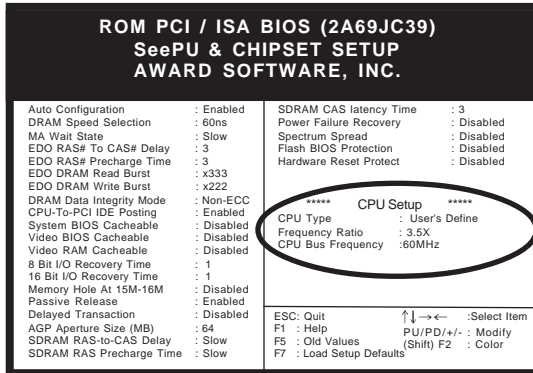 ROM PCI / ISA BIOS (2A69JC39)
SeePU & CHIPSET SETUP
AWARD SOFTWARE, INC.
Auto Configuration : Enabled
DRAM Speed Selection : 60ns
MA Wait State : Slow
EDO RAS# To CAS# Delay : 3
EDO RAS# Precharge Time : 3
EDO DRAM Read Burst : x333
EDO DRAM Write Burst : x222
DRAM Data Integrity Mode : Non-ECC
CPU-To-PCI IDE Posting : Enabled
System BIOS Cacheable : Disabled
Video BIOS Cacheable : Disabled
Video RAM Cacheable : Disabled
8 Bit I/O Recovery Time : 1
16 Bit I/O Recovery Time : 1
Memory Hole At 15M-16M : Disabled
Passive Release : Enabled
Delayed Transaction : Disabled
AGP Aperture Size (MB) : 64
SDRAM RAS-to-CAS Delay : Slow
SDRAM RAS Precharge Time : Slow
SDRAM CAS latency Time : 3
Power Failure Recovery : Disabled
Spectrum Spread : Disabled
Flash BIOS Protection : Disabled
Hardware Reset Protect : Disabled
***** CPU Setup *****
CPU Type : User's Define
Frequency Ratio : 3.5X
CPU Bus Frequency :60MHz
ESC: Quit ↑↓→← :Select Item
F1 : Help PU/PD/+/- : Modify
F5 : Old Values (Shift) F2 : Color
F7 : Load Setup Defaults